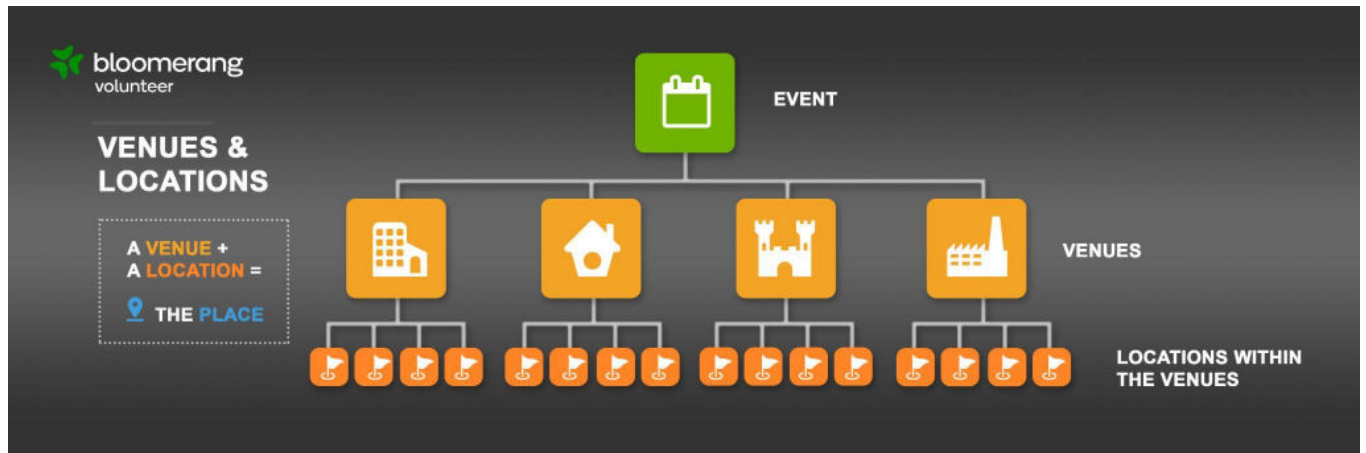 bloomerang
volunteer
VENUES &
LOCATIONS
A VENUE +
A LOCATION =
THE PLACE
EVENT
VENUES
LOCATIONS WITHIN
THE VENUES